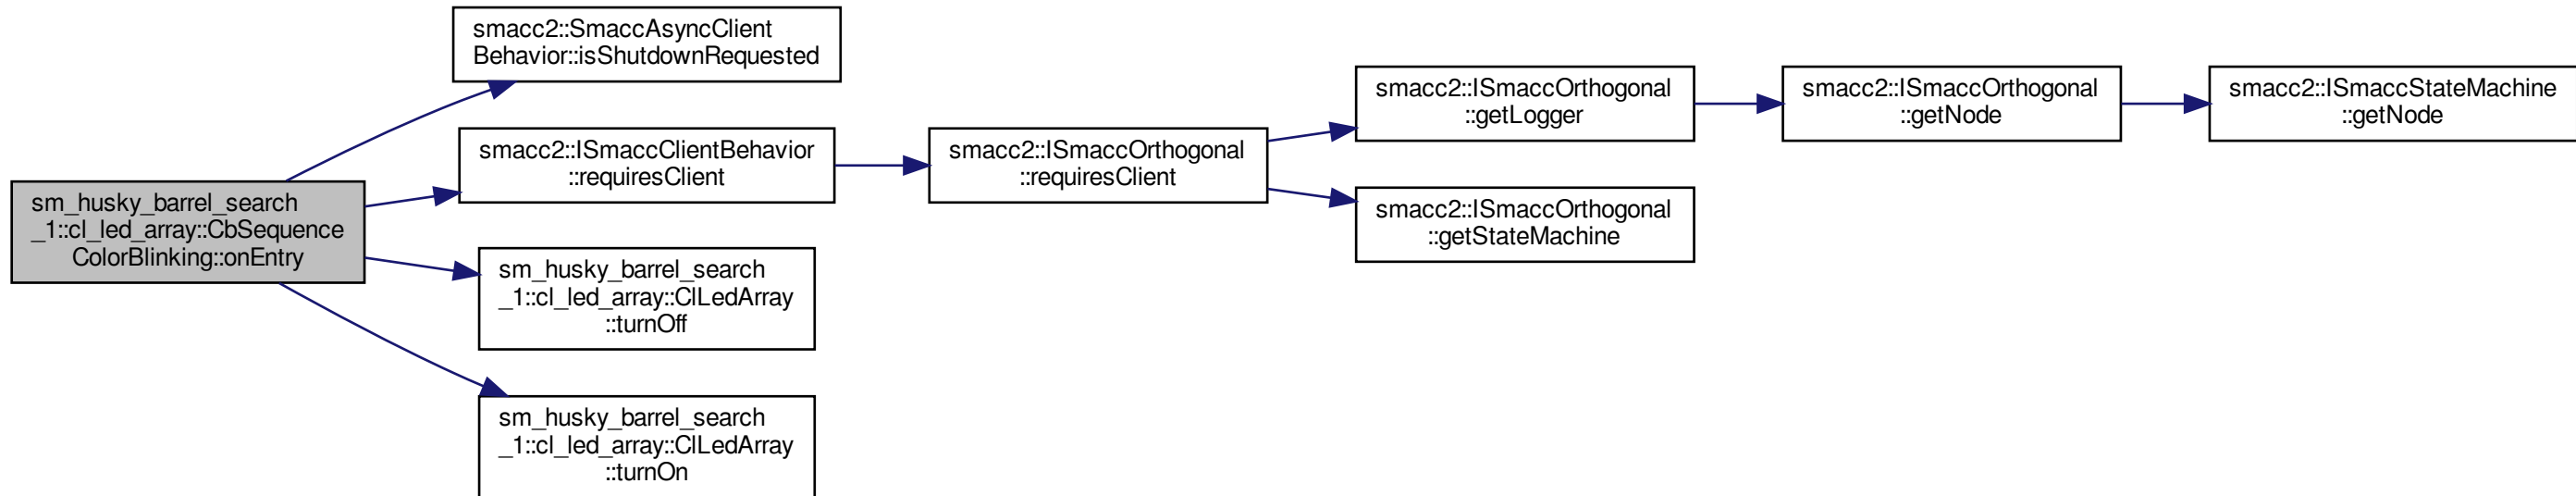 smacc2::SmaccAsyncClient
Behavior::isShutdownRequested
smacc2::ISmaccClientBehavior
::requiresClient
sm_husky_barrel_search
_1::cl_led_array::CbSequence
ColorBlinking::onEntry
sm_husky_barrel_search
_1::cl_led_array::ClLedArray
::turnOff
sm_husky_barrel_search
_1::cl_led_array::ClLedArray
::turnOn
smacc2::ISmaccOrthogonal
::requiresClient
smacc2::ISmaccOrthogonal
::getLogger
smacc2::ISmaccOrthogonal
::getStateMachine
smacc2::ISmaccOrthogonal
::getNode
smacc2::ISmaccStateMachine
::getNode